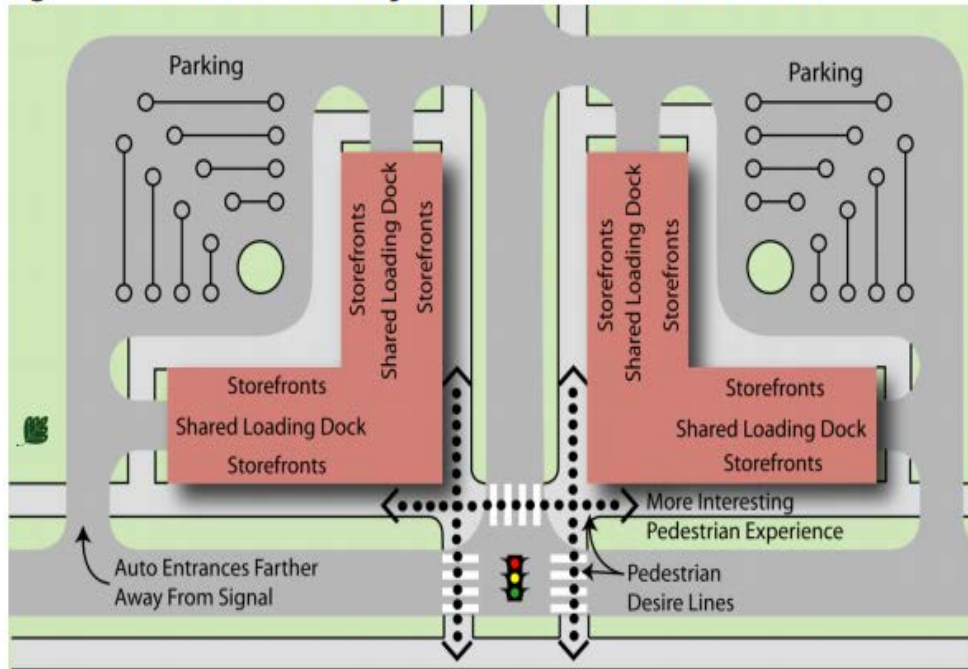 Parking
Parking
Storefronts
Shared Loading Dock
Storefronts
Storefronts
Shared Loading Dock
Storefronts
Storefronts
Shared Loading Dock
Storefronts
Storefronts
Shared Loading Dock
Storefronts
More Interesting
Pedestrian Experience
Auto Entrances Farther
Away From Signal
Pedestrian
Desire Lines